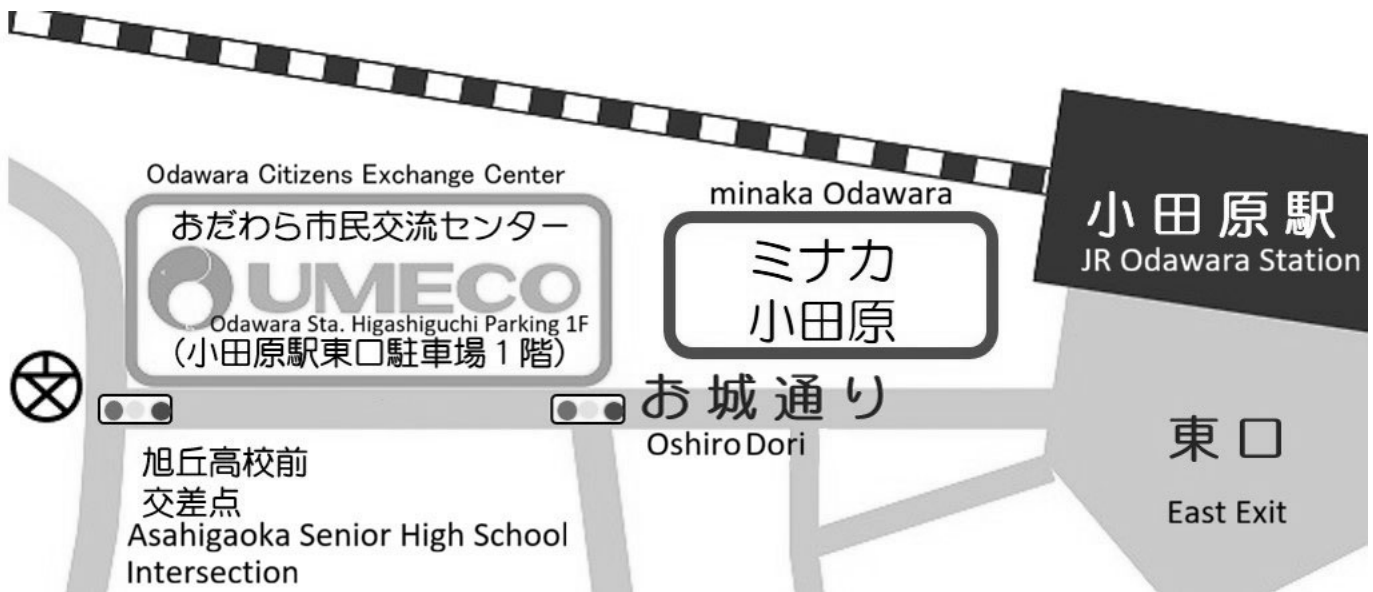 Odawara Citizens Exchange Center
おだわら市民交流センター
UMECO
Odawara Sta. Higashiguchi Parking 1F
(小田原駅東口駐車場1階)
minaka Odawara
ミナカ
小田原
小田原駅
JR Odawara Station
お城通り
Oshiro Dori
東口
East Exit
文
旭丘高校前
交差点
Asahigaoka Senior High School
Intersection